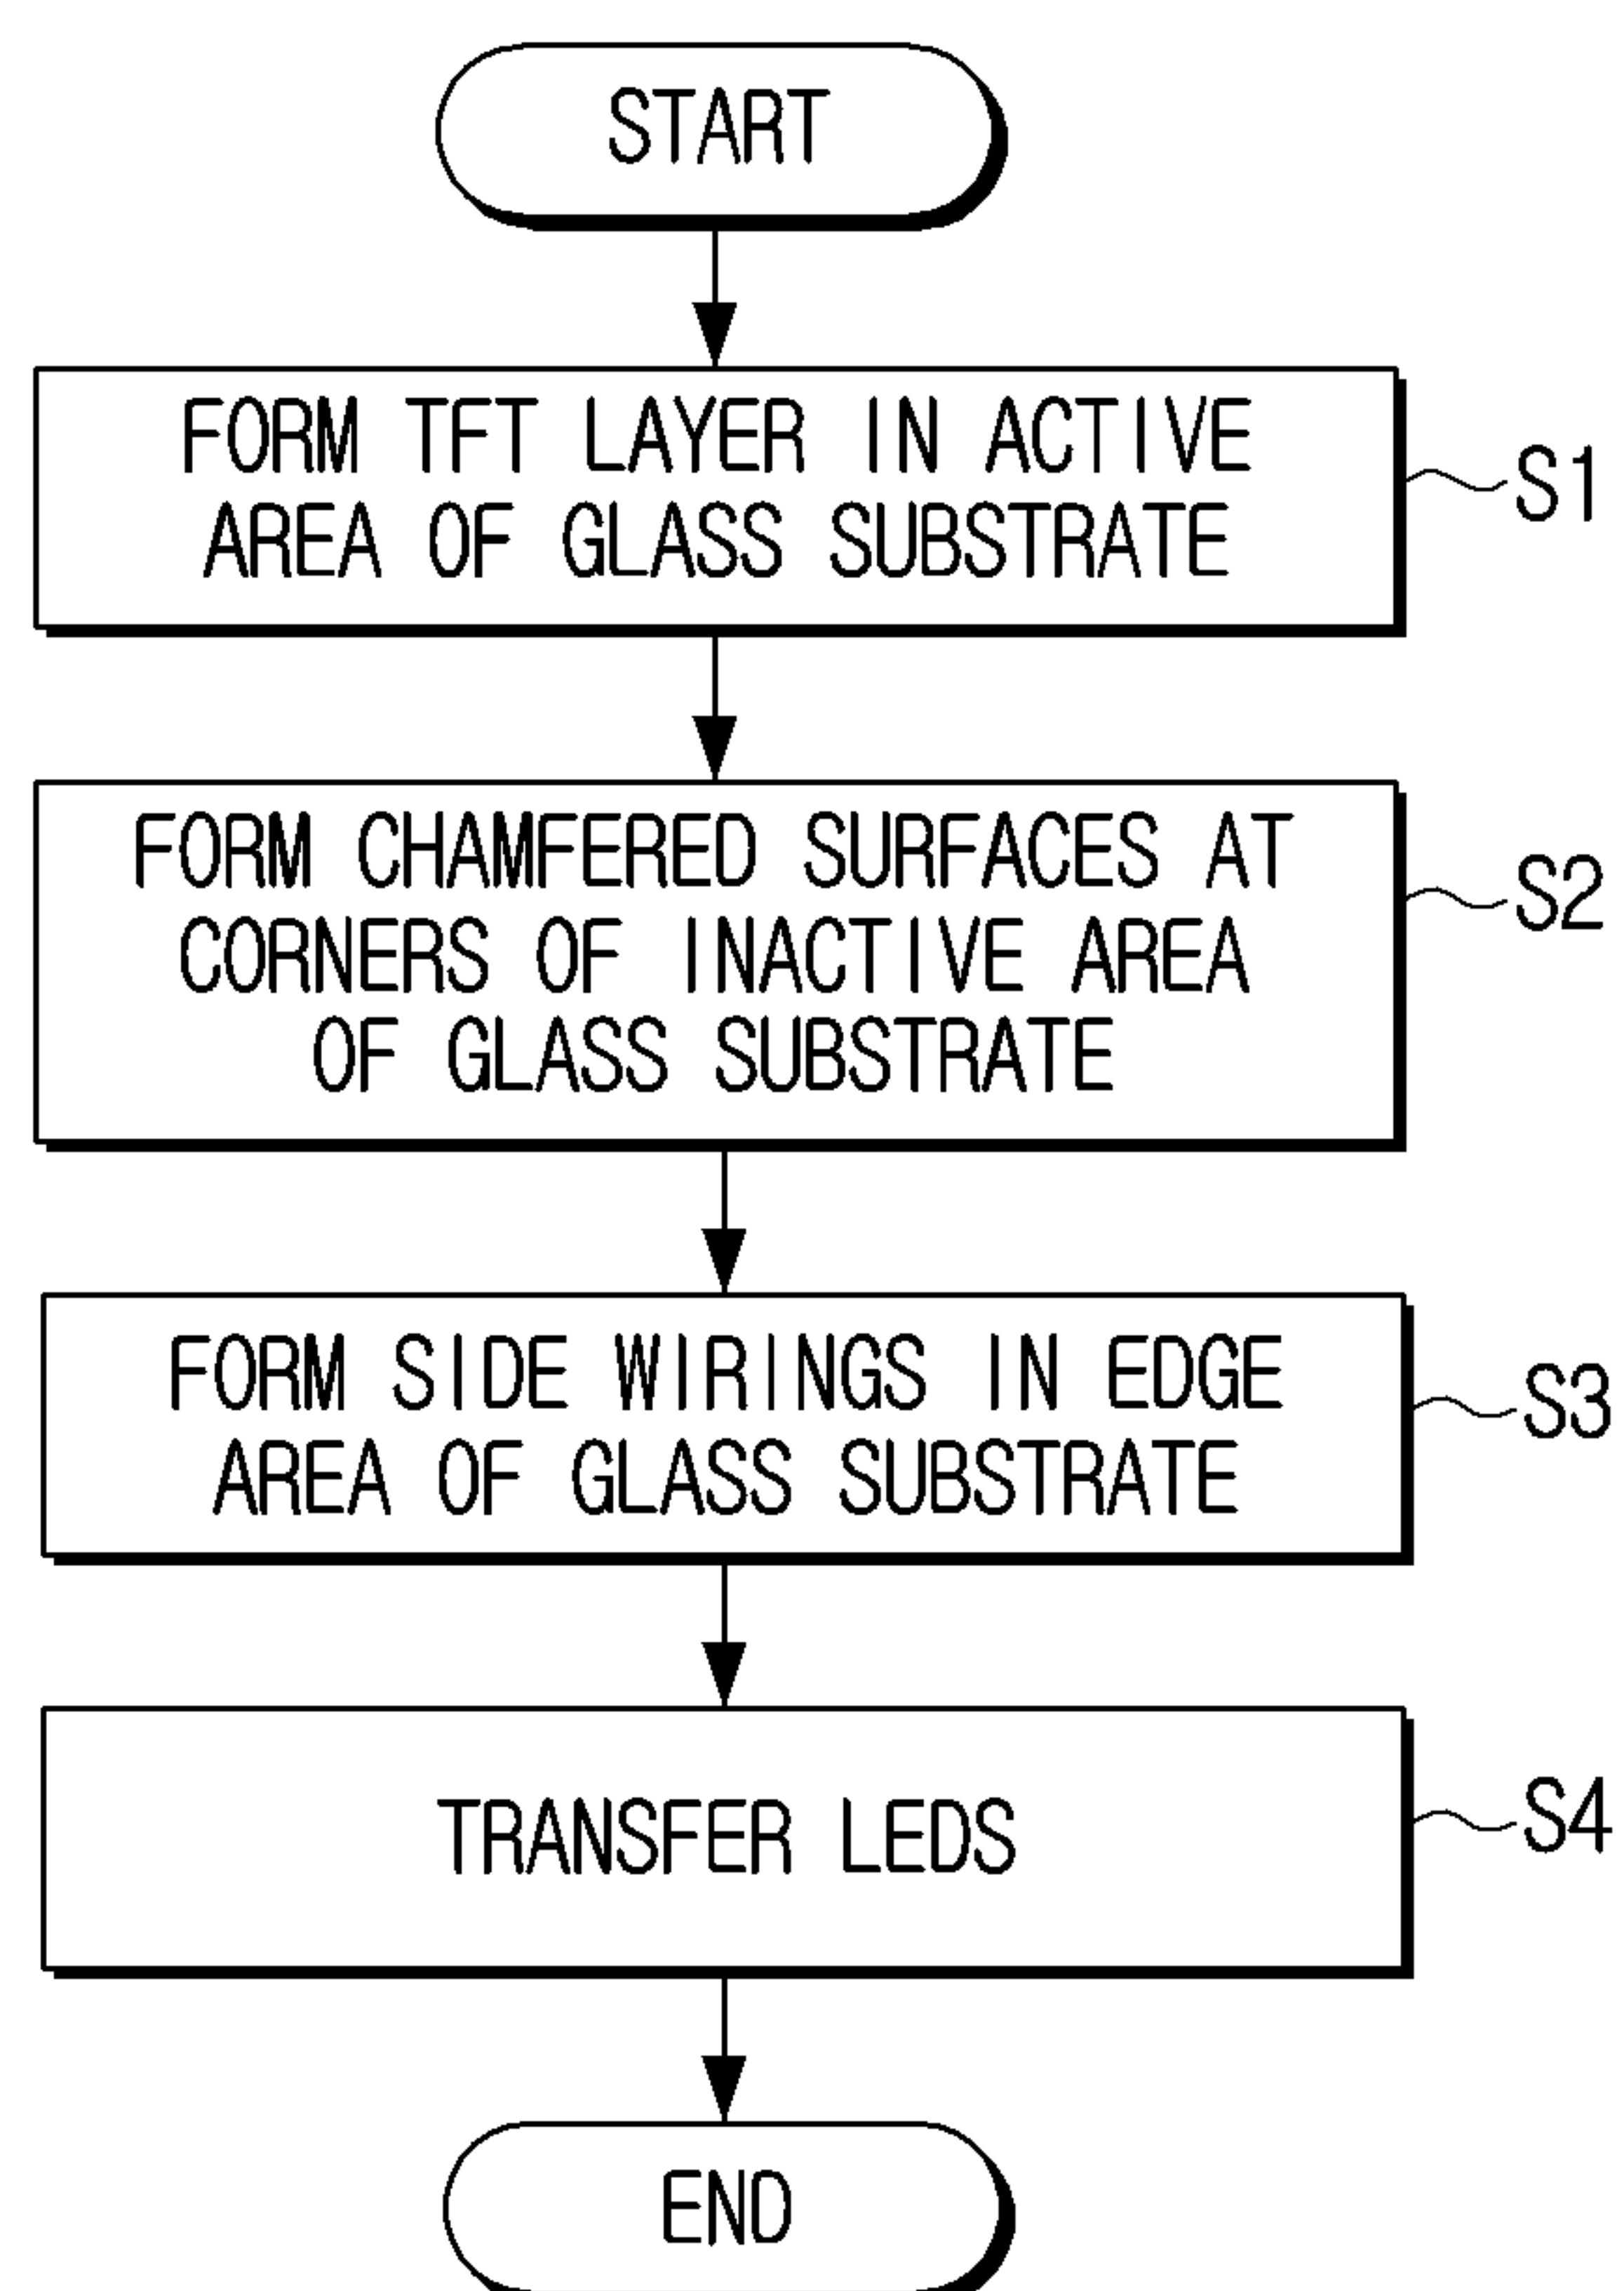 START
FORM TFT LAYER IN ACTIVE
AREA OF GLASS SUBSTRATE
S1
FORM CHAMFERED SURFACES AT
CORNERS OF INACTIVE AREA
OF GLASS SUBSTRATE
S2
FORM SIDE WIRINGS IN EDGE
AREA OF GLASS SUBSTRATE
S3
TRANSFER LEDS
S4
END